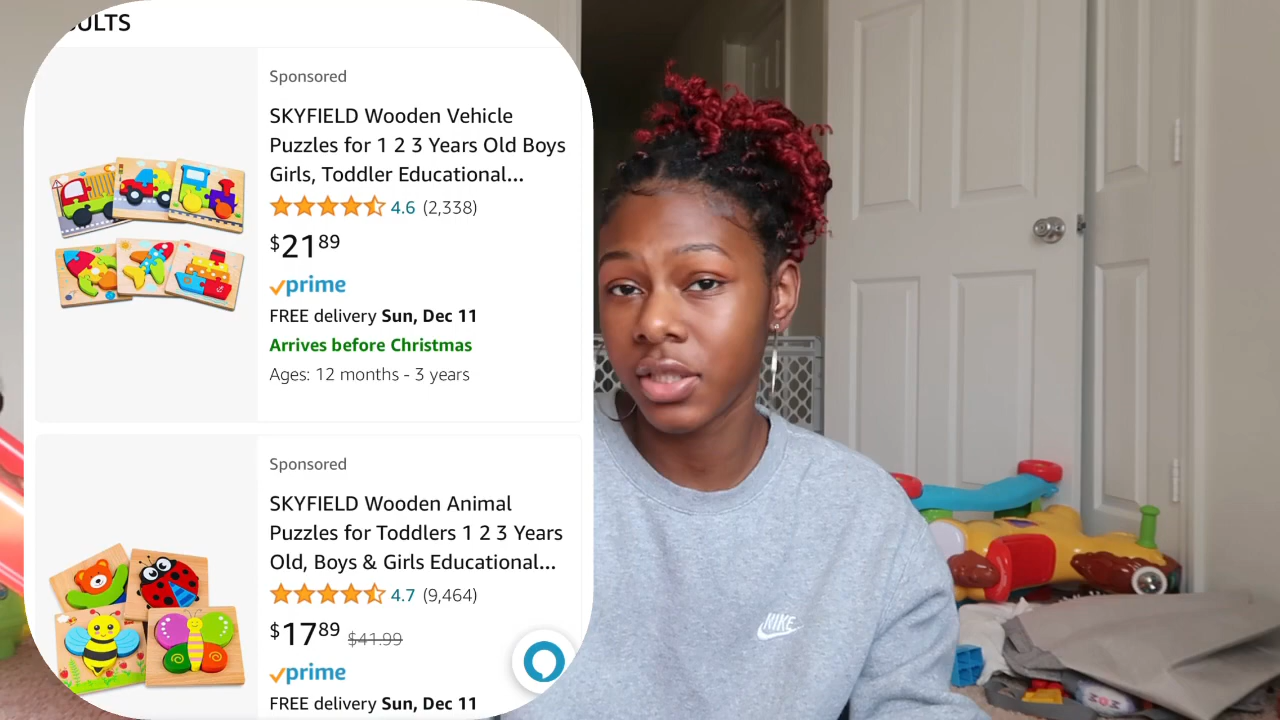 SULTS
Sponsored
SKYFIELD Wooden Vehicle
Puzzles for 1 2 3 Years Old Boys
Girls, Toddler Educational...
4.6 (2,338)
$21 89
prime
FREE delivery Sun, Dec 11
Arrives before Christmas
Ages: 12 months - 3 years
Sponsored
SKYFIELD Wooden Animal
Puzzles for Toddlers 1 2 3 Years
Old, Boys & Girls Educational...
4.7 (9,464)
$17 89 $41.99
prime
FREE delivery Sun, Dec 11
NIKE